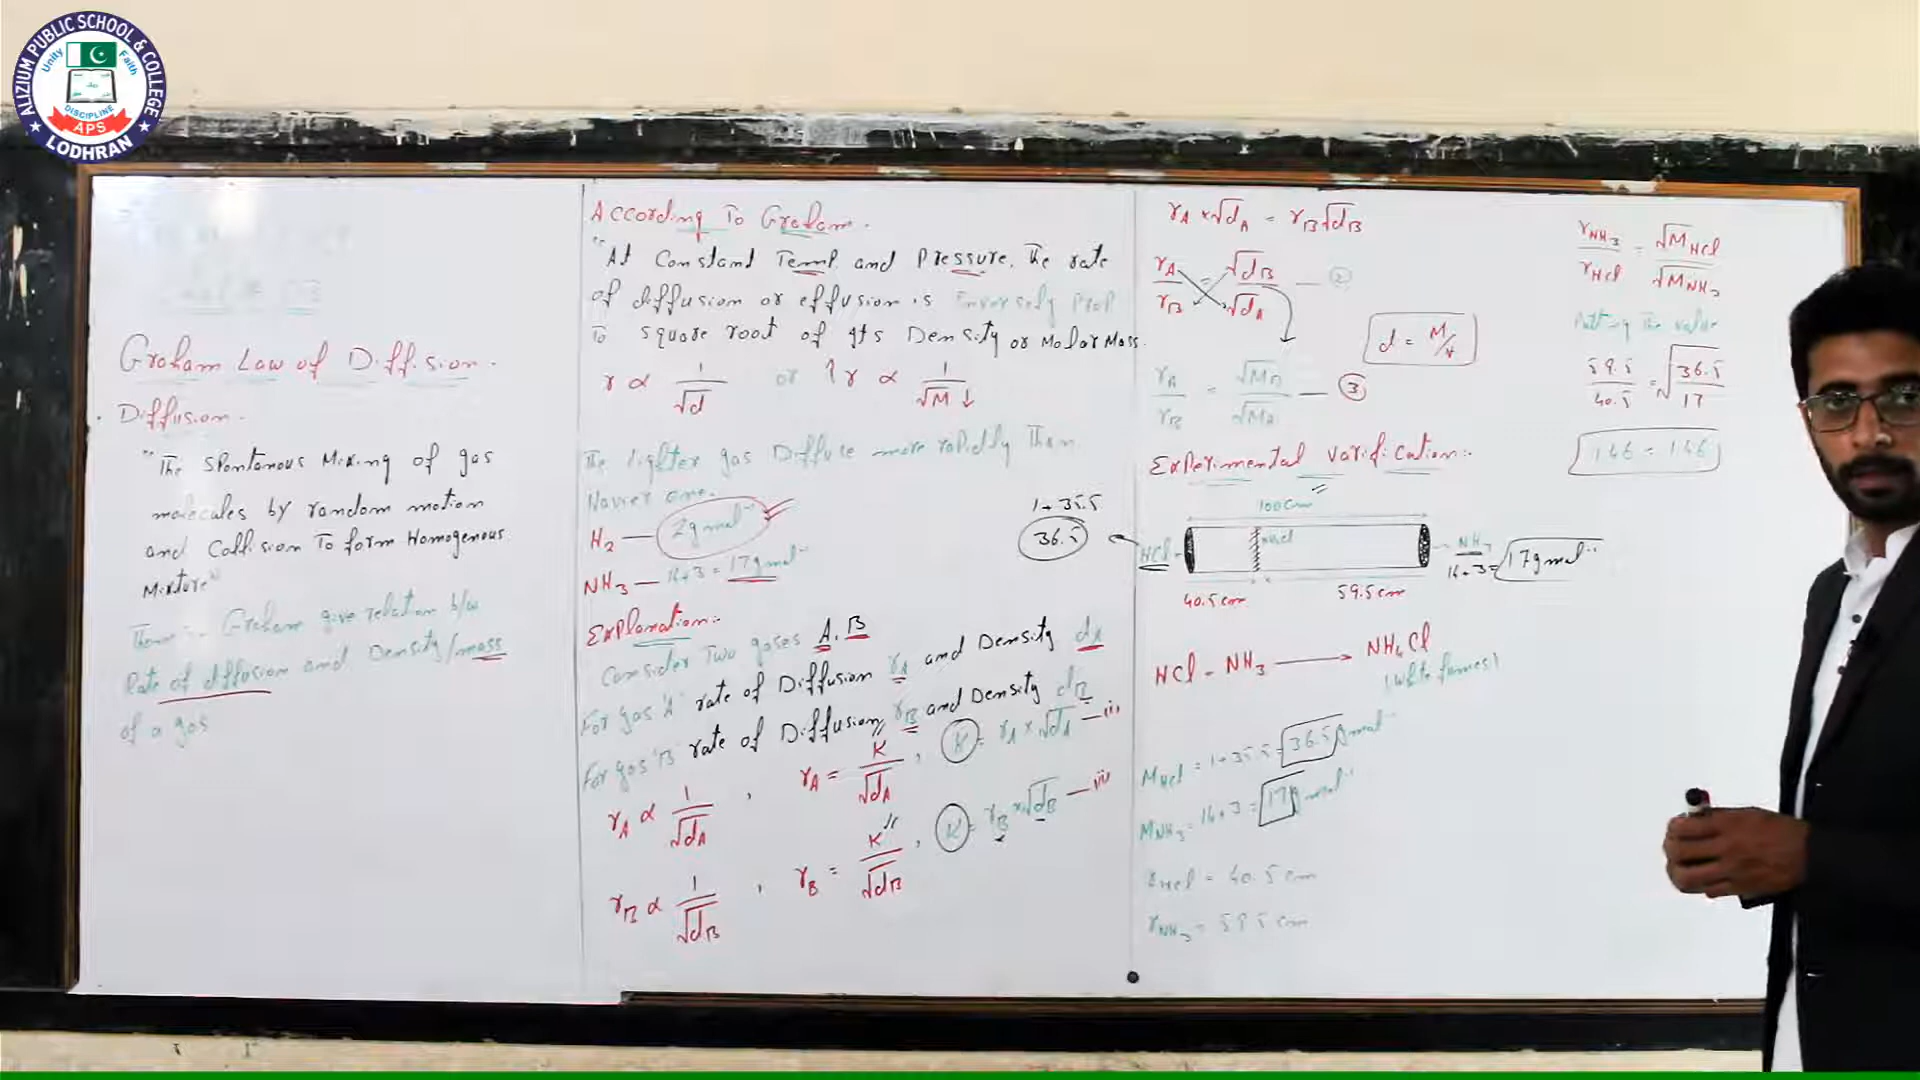 ALIZIUM PUBLIC SCHOOL & COLLEGE
Unity
Faith
DISCIPLINE
APS
LODHRAN
Graham Law of Diffusion.
Diffusion.
"The Spontanous Mixing of gas
molecules by random motion
and Collision To form Homogenous
Mixture"
Graham give relation b/w
Rate of diffusion and Density/mass
of a gas
According To Graham.
"At Constant Temp and Pressure, The rate
of diffusion or effusion is Inversely Prop
To square root of its Density or Molar Mass.
r ∝ 1/√d or ↑r ∝ 1/√M↓
The lighter gas Diffuse more rapidly Than
Havier one.
H₂ — 2g mol⁻¹
NH₃ — 14+3 = 17g mol⁻¹
Explanation:-
Consider Two gases A, B
For gas 'A' rate of Diffusion rA and Density dA
For gas 'B' rate of Diffusion, rB and Density dB
rA ∝ 1/√dA , rA = K/√dA , K = rA × √dA — (i)
rB ∝ 1/√dB , rB = K/√dB , K = rB × √dB — (ii)
rA × √dA = rB √dB
rA/rB = √dB/√dA — ②
d = M/V
rA/rB = √MB/√MA — ③
Experimental Varification:-
100cm
1+35.5
36.5
HCl
NH₄Cl
NH₃
14+3= 17g mol⁻¹
40.5cm
59.5cm
HCl - NH₃ → NH₄Cl
(white fumes)
MHCl = 1+35.5 = 36.5g mol⁻¹
MNH₃ = 14+3 = 17g mol⁻¹
rHCl = 40.5 cm
rNH₃ = 59.5 cm
rNH₃/rHCl = √MHCl/√MNH₃
Putting The value
59.5/40.5 = √36.5/17
1.46 = 1.46